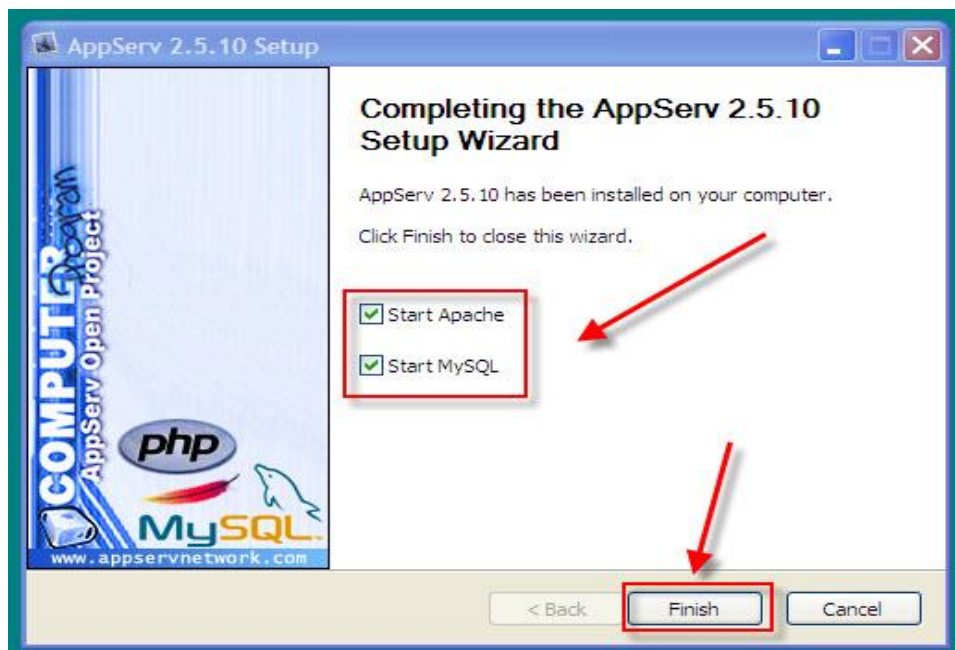 AppServ 2.5.10 Setup
Completing the AppServ 2.5.10
Setup Wizard
AppServ 2.5.10 has been installed on your computer.
Click Finish to close this wizard.
Start Apache
Start MySQL
COMPUTER
Program
AppServ Open Project
php
MySQL
www.appservnetwork.com
< Back
Finish
Cancel